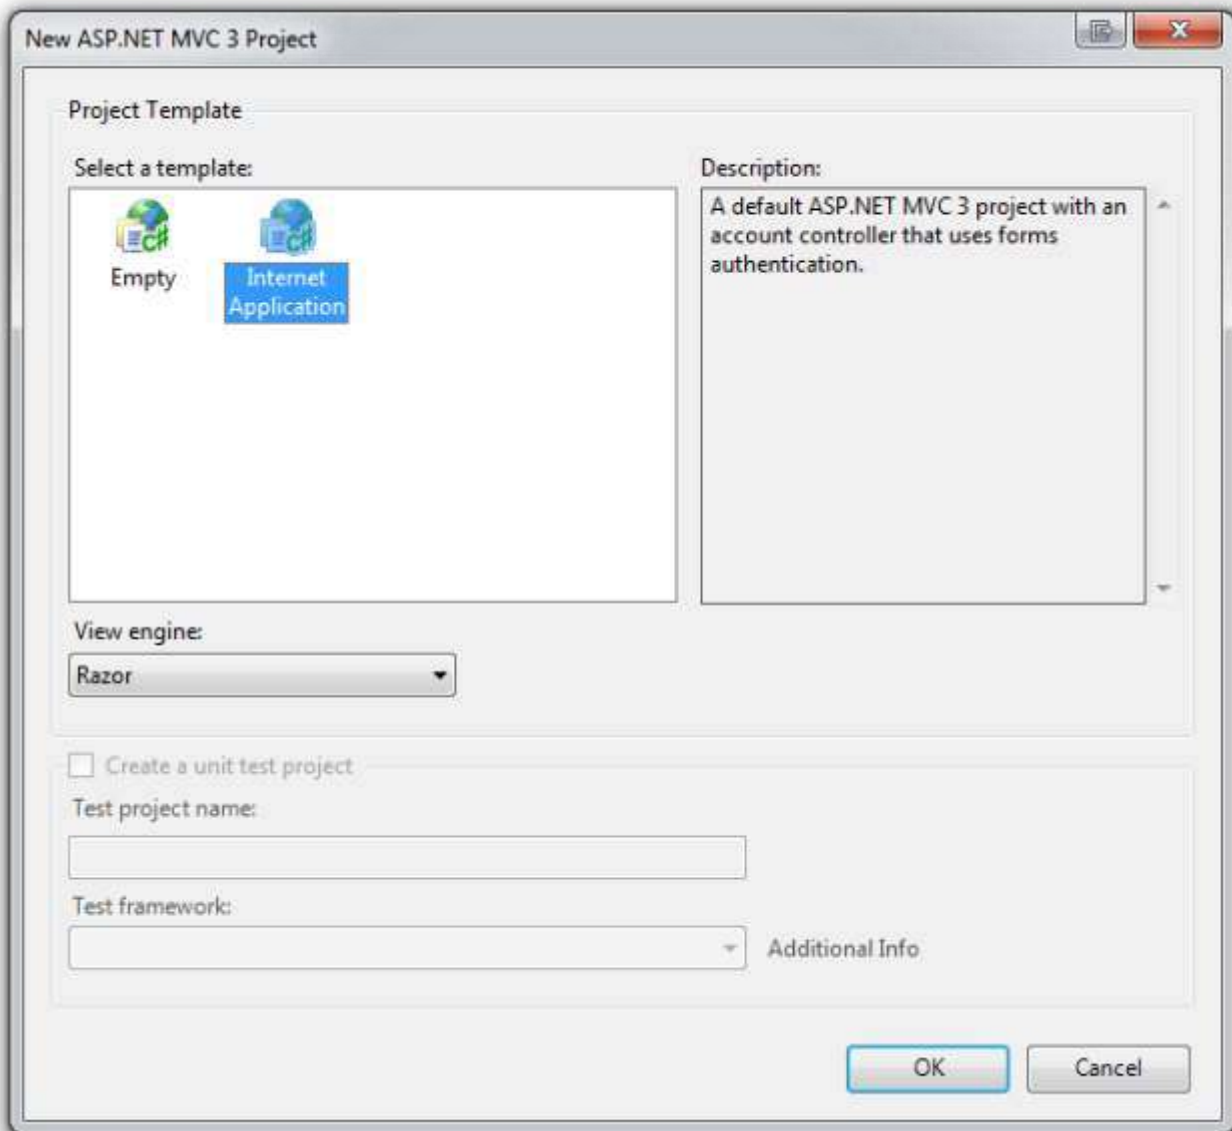 New ASP.NET MVC 3 Project
Project Template
Select a template:
Empty
Internet
Application
Description:
A default ASP.NET MVC 3 project with an
account controller that uses forms
authentication.
View engine:
Razor
Create a unit test project
Test project name:
Test framework:
Additional Info
OK
Cancel